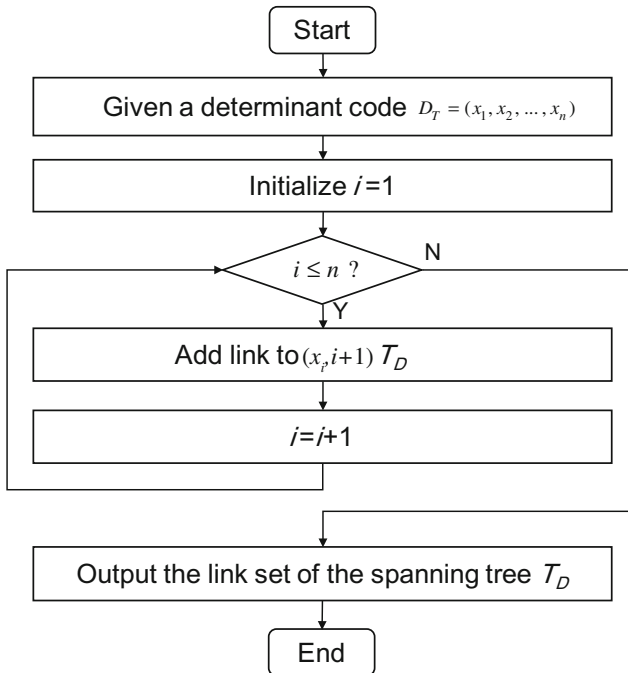 Start
Given a determinant code D_T = (x_1, x_2, ..., x_n)
Initialize i=1
i ≤ n ?
N
Y
Add link to (x_i, i+1) T_D
i=i+1
Output the link set of the spanning tree T_D
End